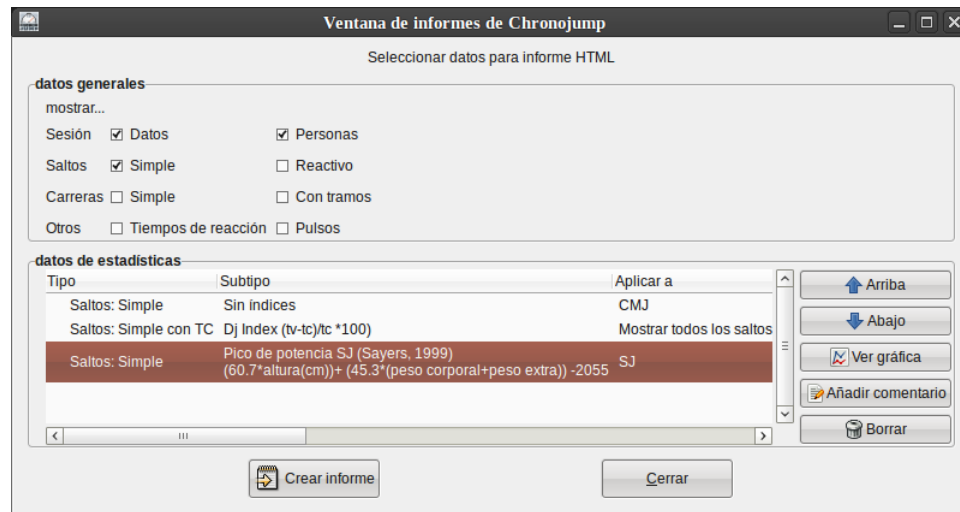 Ventana de informes de Chronojump
Seleccionar datos para informe HTML
datos generales
mostrar...
Sesión Datos Personas
Saltos Simple Reactivo
Carreras Simple Con tramos
Otros Tiempos de reacción Pulsos
datos de estadísticas
Tipo Subtipo Aplicar a
Saltos: Simple Sin índices CMJ
Saltos: Simple con TC Dj Index (tv-tc)/tc *100) Mostrar todos los saltos
Saltos: Simple Pico de potencia SJ (Sayers, 1999) SJ
(60.7*altura(cm))+ (45.3*(peso corporal+peso extra)) -2055
Arriba
Abajo
Ver gráfica
Añadir comentario
Borrar
Crear informe Cerrar